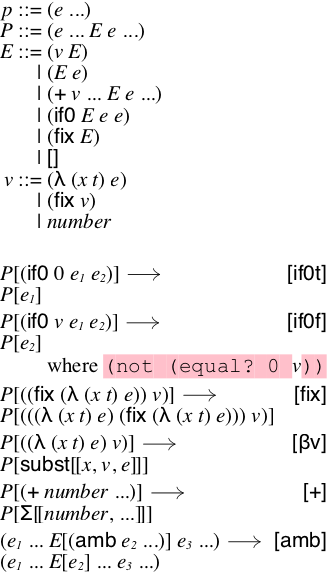 p ::= (e ...)
P ::= (e ... E e ...)
E ::= (v E)
| (E e)
| (+ v ... E e ...)
| (if0 E e e)
| (fix E)
| []
v ::= (λ (x t) e)
| (fix v)
| number
P[(if0 0 e₁ e₂)] ⟶ [if0t]
P[e₁]
P[(if0 v e₁ e₂)] ⟶ [if0f]
P[e₂]
where (not (equal? 0 v))
P[((fix (λ (x t) e)) v)] ⟶ [fix]
P[(((λ (x t) e) (fix (λ (x t) e))) v)]
P[((λ (x t) e) v)] ⟶ [βv]
P[subst⟦x, v, e⟧]
P[(+ number ...)] ⟶ [+]
P[Σ⟦number, ...⟧]
(e₁ ... E[(amb e₂ ...)] e₃ ...) ⟶ [amb]
(e₁ ... E[e₂] ... e₃ ...)